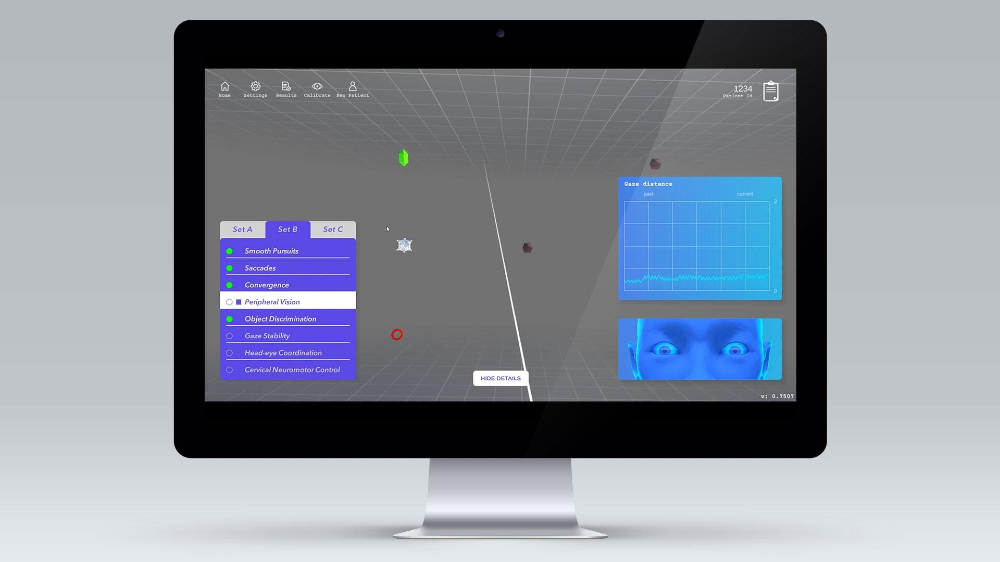 Home
Settings
Results
Calibrate
New Patient
1234
Patient Id
Gaze distance
past
current
2
0
Set A
Set B
Set C
Smooth Pursuits
Saccades
Convergence
Peripheral Vision
Object Discrimination
Gaze Stability
Head-eye Coordination
Cervical Neuromotor Control
HIDE DETAILS
v: 0.7507